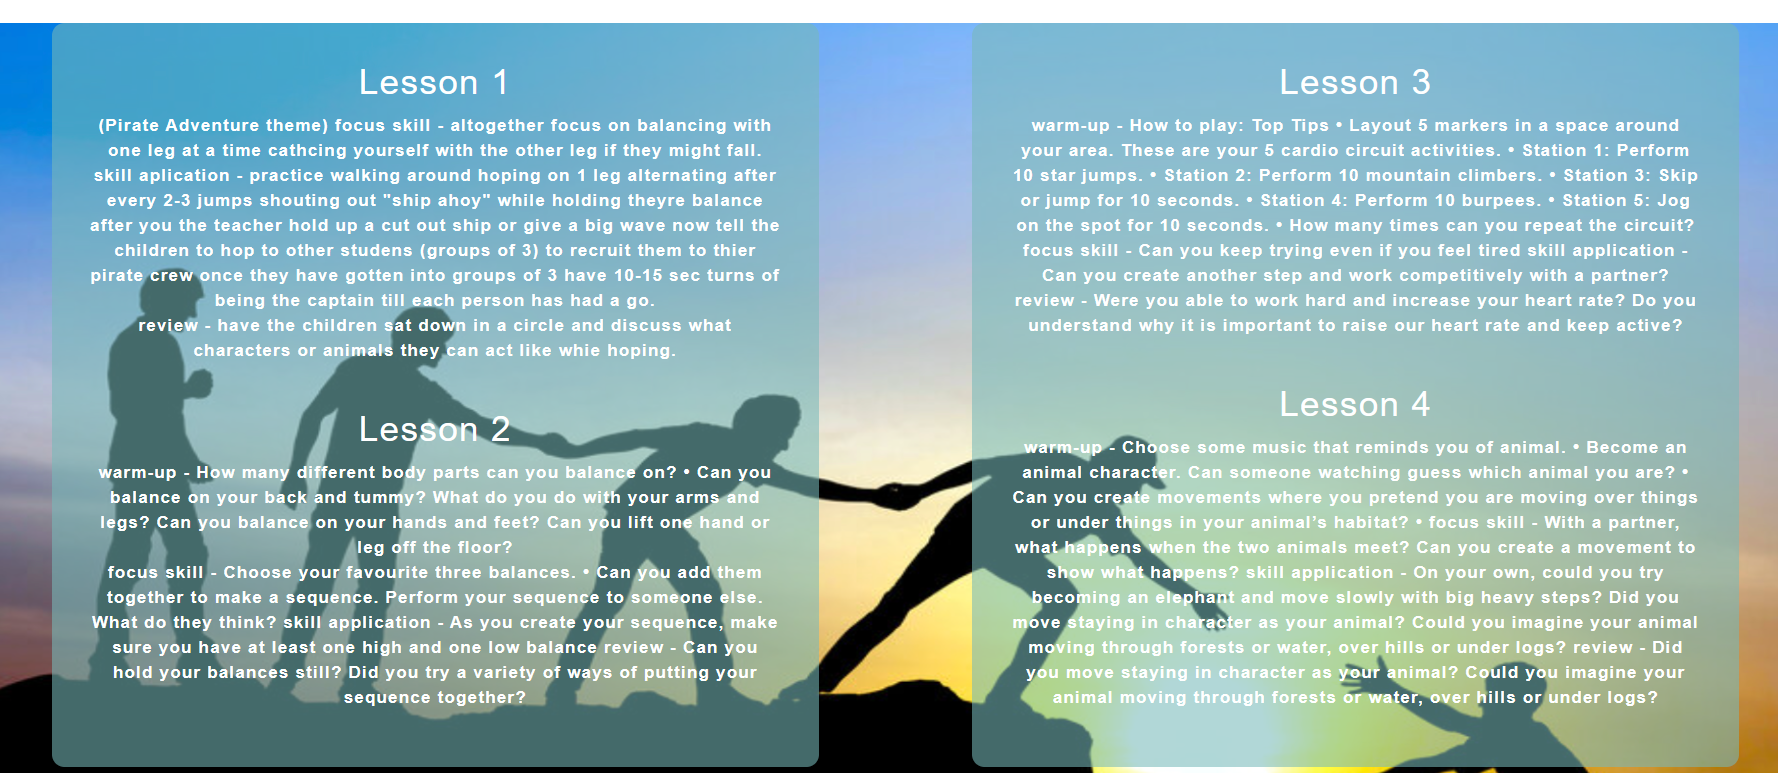 Lesson 1
(Pirate Adventure theme) focus skill - altogether focus on balancing with
one leg at a time cathcing yourself with the other leg if they might fall.
skill aplication - practice walking around hoping on 1 leg alternating after
every 2-3 jumps shouting out "ship ahoy" while holding theyre balance
after you the teacher hold up a cut out ship or give a big wave now tell the
children to hop to other studens (groups of 3) to recruit them to thier
pirate crew once they have gotten into groups of 3 have 10-15 sec turns of
being the captain till each person has had a go.
review - have the children sat down in a circle and discuss what
characters or animals they can act like whie hoping.
Lesson 2
warm-up - How many different body parts can you balance on? • Can you
balance on your back and tummy? What do you do with your arms and
legs? Can you balance on your hands and feet? Can you lift one hand or
leg off the floor?
focus skill - Choose your favourite three balances. • Can you add them
together to make a sequence. Perform your sequence to someone else.
What do they think? skill application - As you create your sequence, make
sure you have at least one high and one low balance review - Can you
hold your balances still? Did you try a variety of ways of putting your
sequence together?
Lesson 3
warm-up - How to play: Top Tips • Layout 5 markers in a space around
your area. These are your 5 cardio circuit activities. • Station 1: Perform
10 star jumps. • Station 2: Perform 10 mountain climbers. • Station 3: Skip
or jump for 10 seconds. • Station 4: Perform 10 burpees. • Station 5: Jog
on the spot for 10 seconds. • How many times can you repeat the circuit?
focus skill - Can you keep trying even if you feel tired skill application -
Can you create another step and work competitively with a partner?
review - Were you able to work hard and increase your heart rate? Do you
understand why it is important to raise our heart rate and keep active?
Lesson 4
warm-up - Choose some music that reminds you of animal. • Become an
animal character. Can someone watching guess which animal you are? •
Can you create movements where you pretend you are moving over things
or under things in your animal's habitat? • focus skill - With a partner,
what happens when the two animals meet? Can you create a movement to
show what happens? skill application - On your own, could you try
becoming an elephant and move slowly with big heavy steps? Did you
move staying in character as your animal? Could you imagine your animal
moving through forests or water, over hills or under logs? review - Did
you move staying in character as your animal? Could you imagine your
animal moving through forests or water, over hills or under logs?